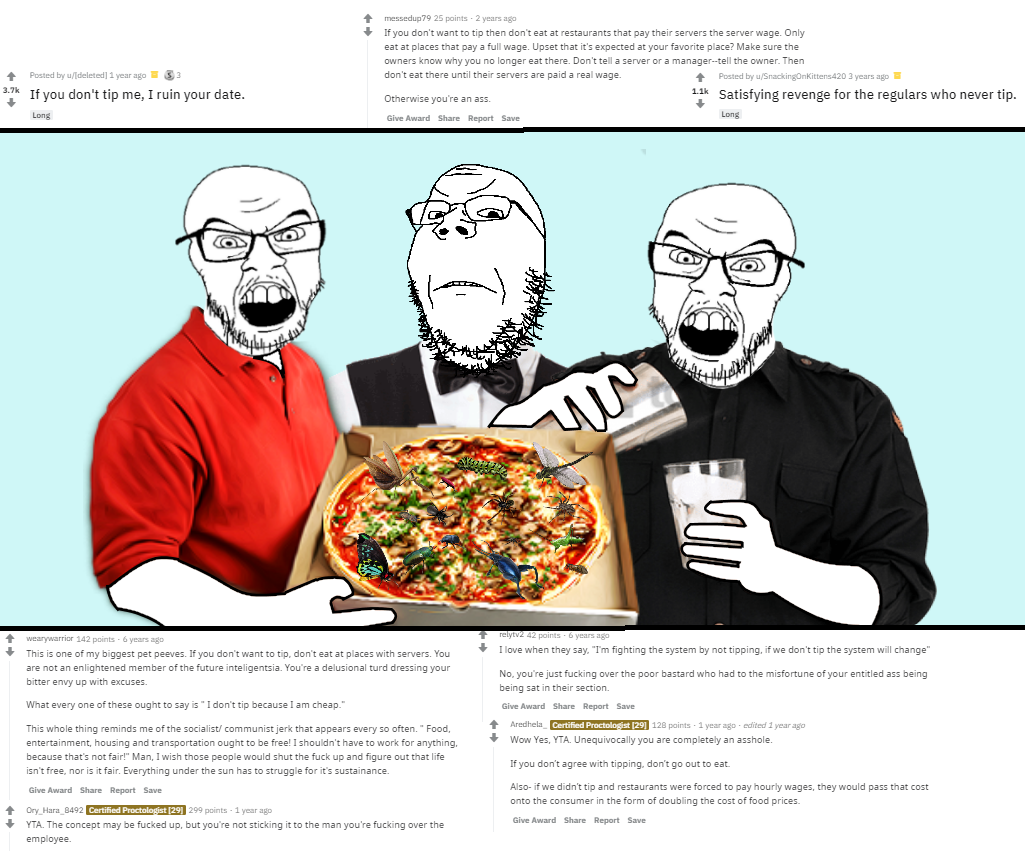 messedup79 25 points · 2 years ago
If you don't want to tip then don't eat at restaurants that pay their servers the server wage. Only
eat at places that pay a full wage. Upset that it's expected at your favorite place? Make sure the
owners know why you no longer eat there. Don't tell a server or a manager--tell the owner. Then
don't eat there until their servers are paid a real wage.
Otherwise you're an ass.
Give Award Share Report Save
Posted by u/[deleted] 1 year ago 3
3.7k
If you don't tip me, I ruin your date.
Long
Posted by u/SnackingOnKittens420 3 years ago
1.1k
Satisfying revenge for the regulars who never tip.
Long
wearywarrior 142 points · 6 years ago
This is one of my biggest pet peeves. If you don't want to tip, don't eat at places with servers. You
are not an enlightened member of the future inteligentsia. You're a delusional turd dressing your
bitter envy up with excuses.
What every one of these ought to say is " I don't tip because I am cheap."
This whole thing reminds me of the socialist/ communist jerk that appears every so often. " Food,
entertainment, housing and transportation ought to be free! I shouldn't have to work for anything,
because that's not fair!" Man, I wish those people would shut the fuck up and figure out that life
isn't free, nor is it fair. Everything under the sun has to struggle for it's sustainance.
Give Award Share Report Save
Ory_Hara_8492 Certified Proctologist [29] 299 points · 1 year ago
YTA. The concept may be fucked up, but you're not sticking it to the man you're fucking over the
employee.
relytv2 42 points · 6 years ago
I love when they say, "I'm fighting the system by not tipping, if we don't tip the system will change"
No, you're just fucking over the poor bastard who had to the misfortune of your entitled ass being
being sat in their section.
Give Award Share Report Save
Aredhela_ Certified Proctologist [29] 128 points · 1 year ago · edited 1 year ago
Wow Yes, YTA. Unequivocally you are completely an asshole.
If you don't agree with tipping, don't go out to eat.
Also- if we didn't tip and restaurants were forced to pay hourly wages, they would pass that cost
onto the consumer in the form of doubling the cost of food prices.
Give Award Share Report Save